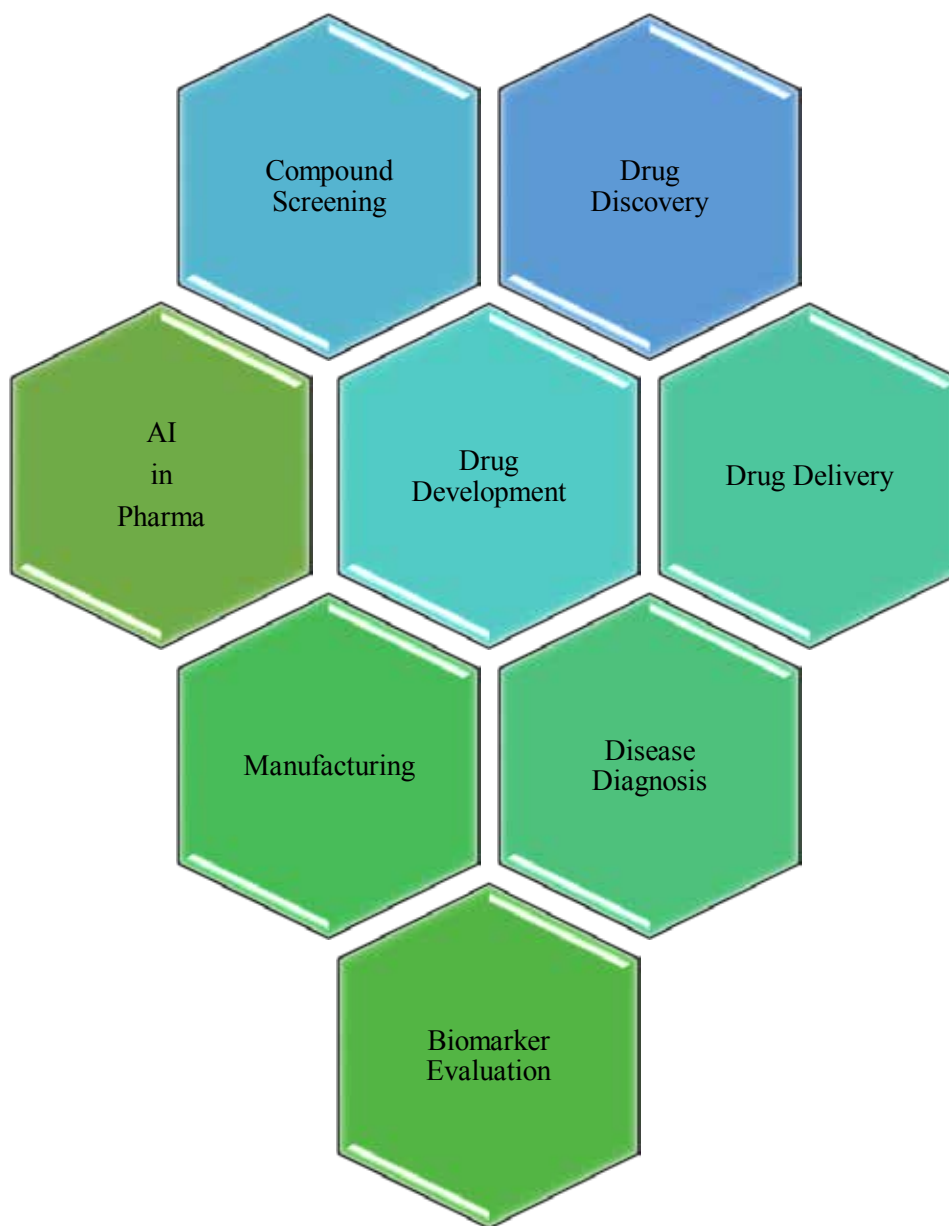 Compound
Screening
Drug
Discovery
AI
in
Pharma
Drug
Development
Drug Delivery
Manufacturing
Disease
Diagnosis
Biomarker
Evaluation